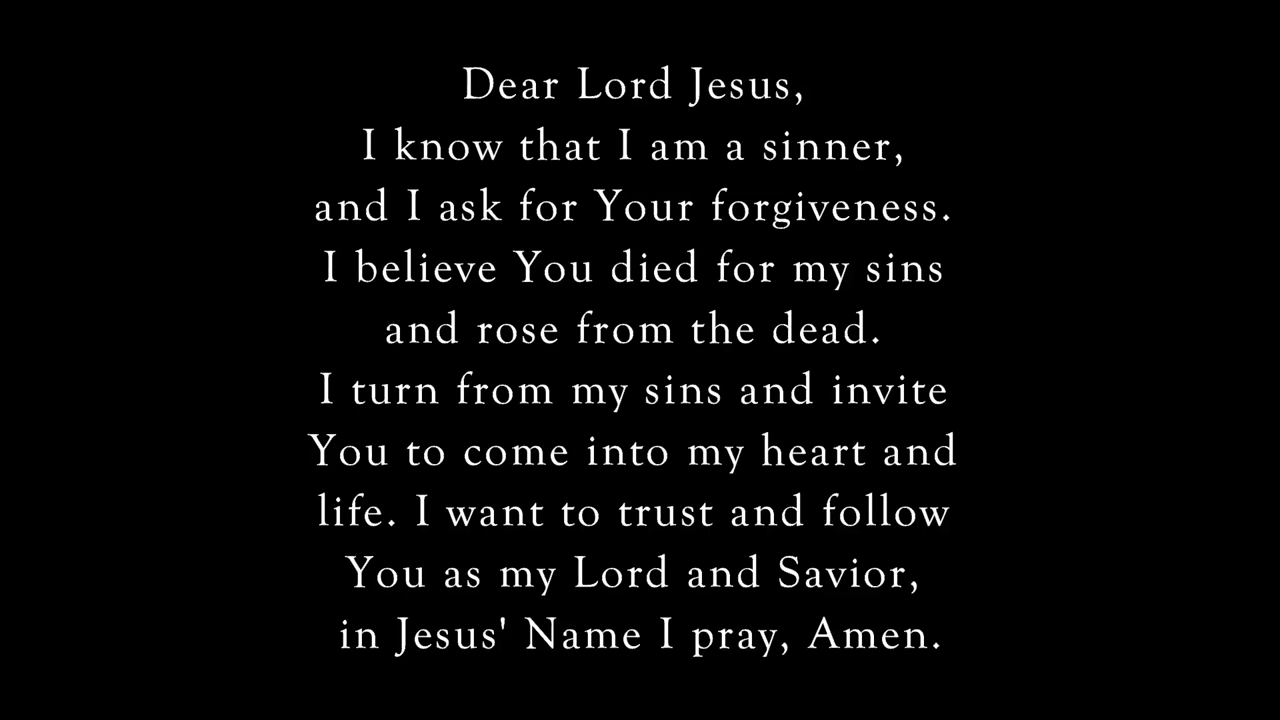 Dear Lord Jesus,
I know that I am a sinner,
and I ask for Your forgiveness.
I believe You died for my sins
and rose from the dead.
I turn from my sins and invite
You to come into my heart and
life. I want to trust and follow
You as my Lord and Savior,
in Jesus' Name I pray, Amen.